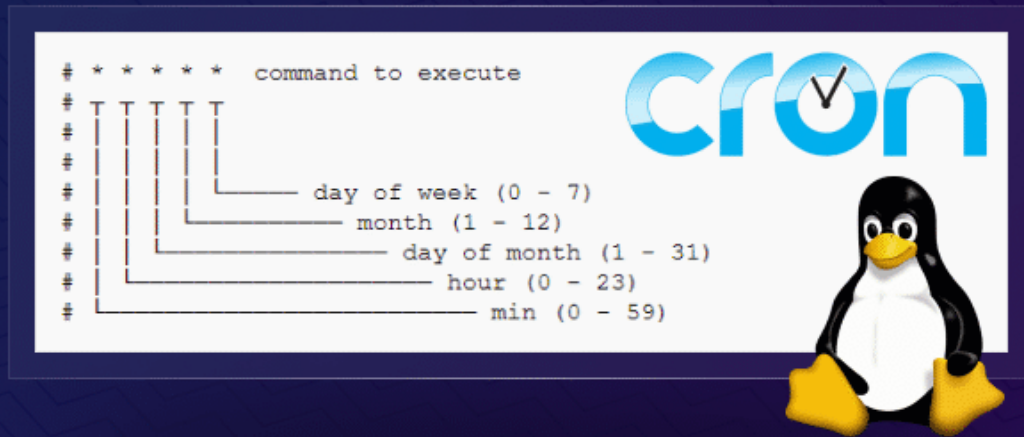 cron
# * * * * * command to execute
# ┬ ┬ ┬ ┬ ┬
# │ │ │ │ │
# │ │ │ │ │
# │ │ │ │ └───── day of week (0 - 7)
# │ │ │ └────────── month (1 - 12)
# │ │ └─────────────── day of month (1 - 31)
# │ └──────────────────── hour (0 - 23)
# └───────────────────────── min (0 - 59)